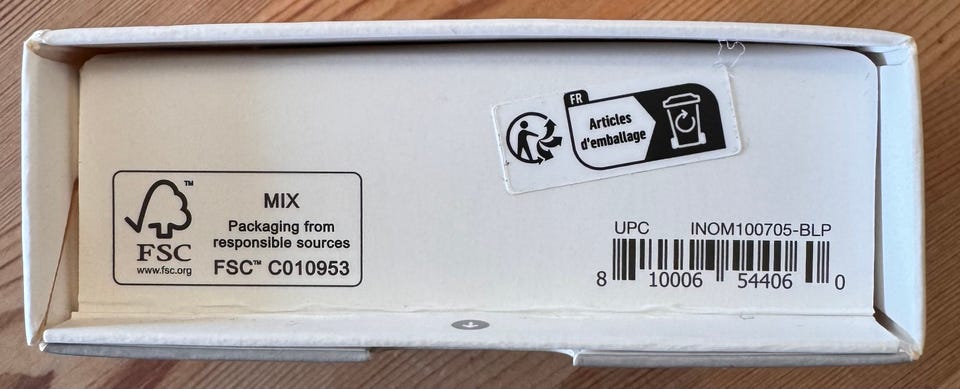 FR
Articles
d'emballage
FSC™
www.fsc.org
MIX
Packaging from
responsible sources
FSC™ C010953
UPC INOM100705-BLP
8 10006 54406 0